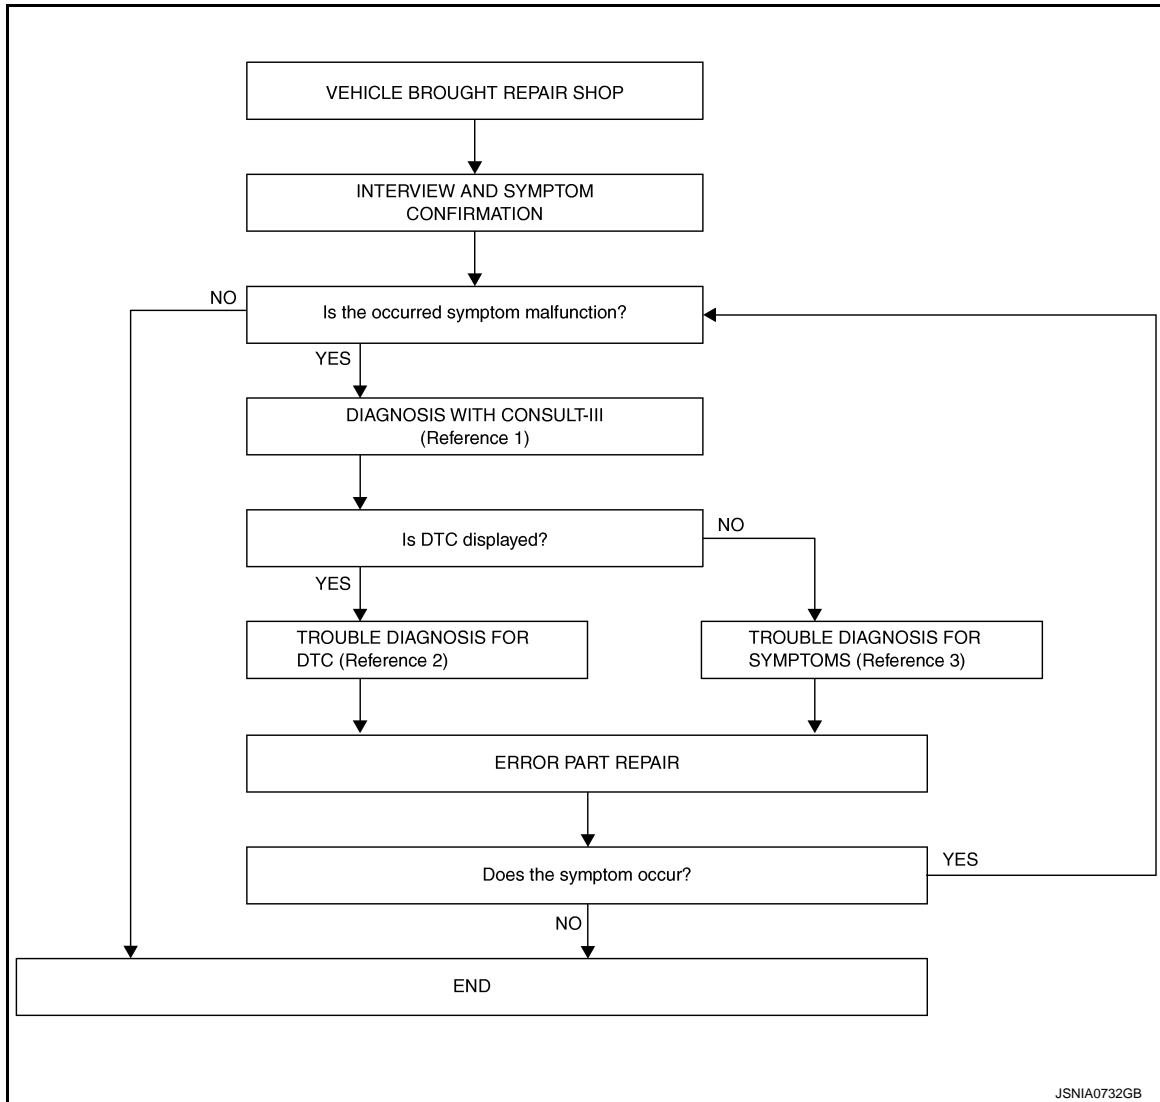 VEHICLE BROUGHT REPAIR SHOP
INTERVIEW AND SYMPTOM
CONFIRMATION
NO
Is the occurred symptom malfunction?
YES
DIAGNOSIS WITH CONSULT-III
(Reference 1)
Is DTC displayed?
NO
YES
TROUBLE DIAGNOSIS FOR
DTC (Reference 2)
TROUBLE DIAGNOSIS FOR
SYMPTOMS (Reference 3)
ERROR PART REPAIR
Does the symptom occur?
YES
NO
END
JSNIA0732GB